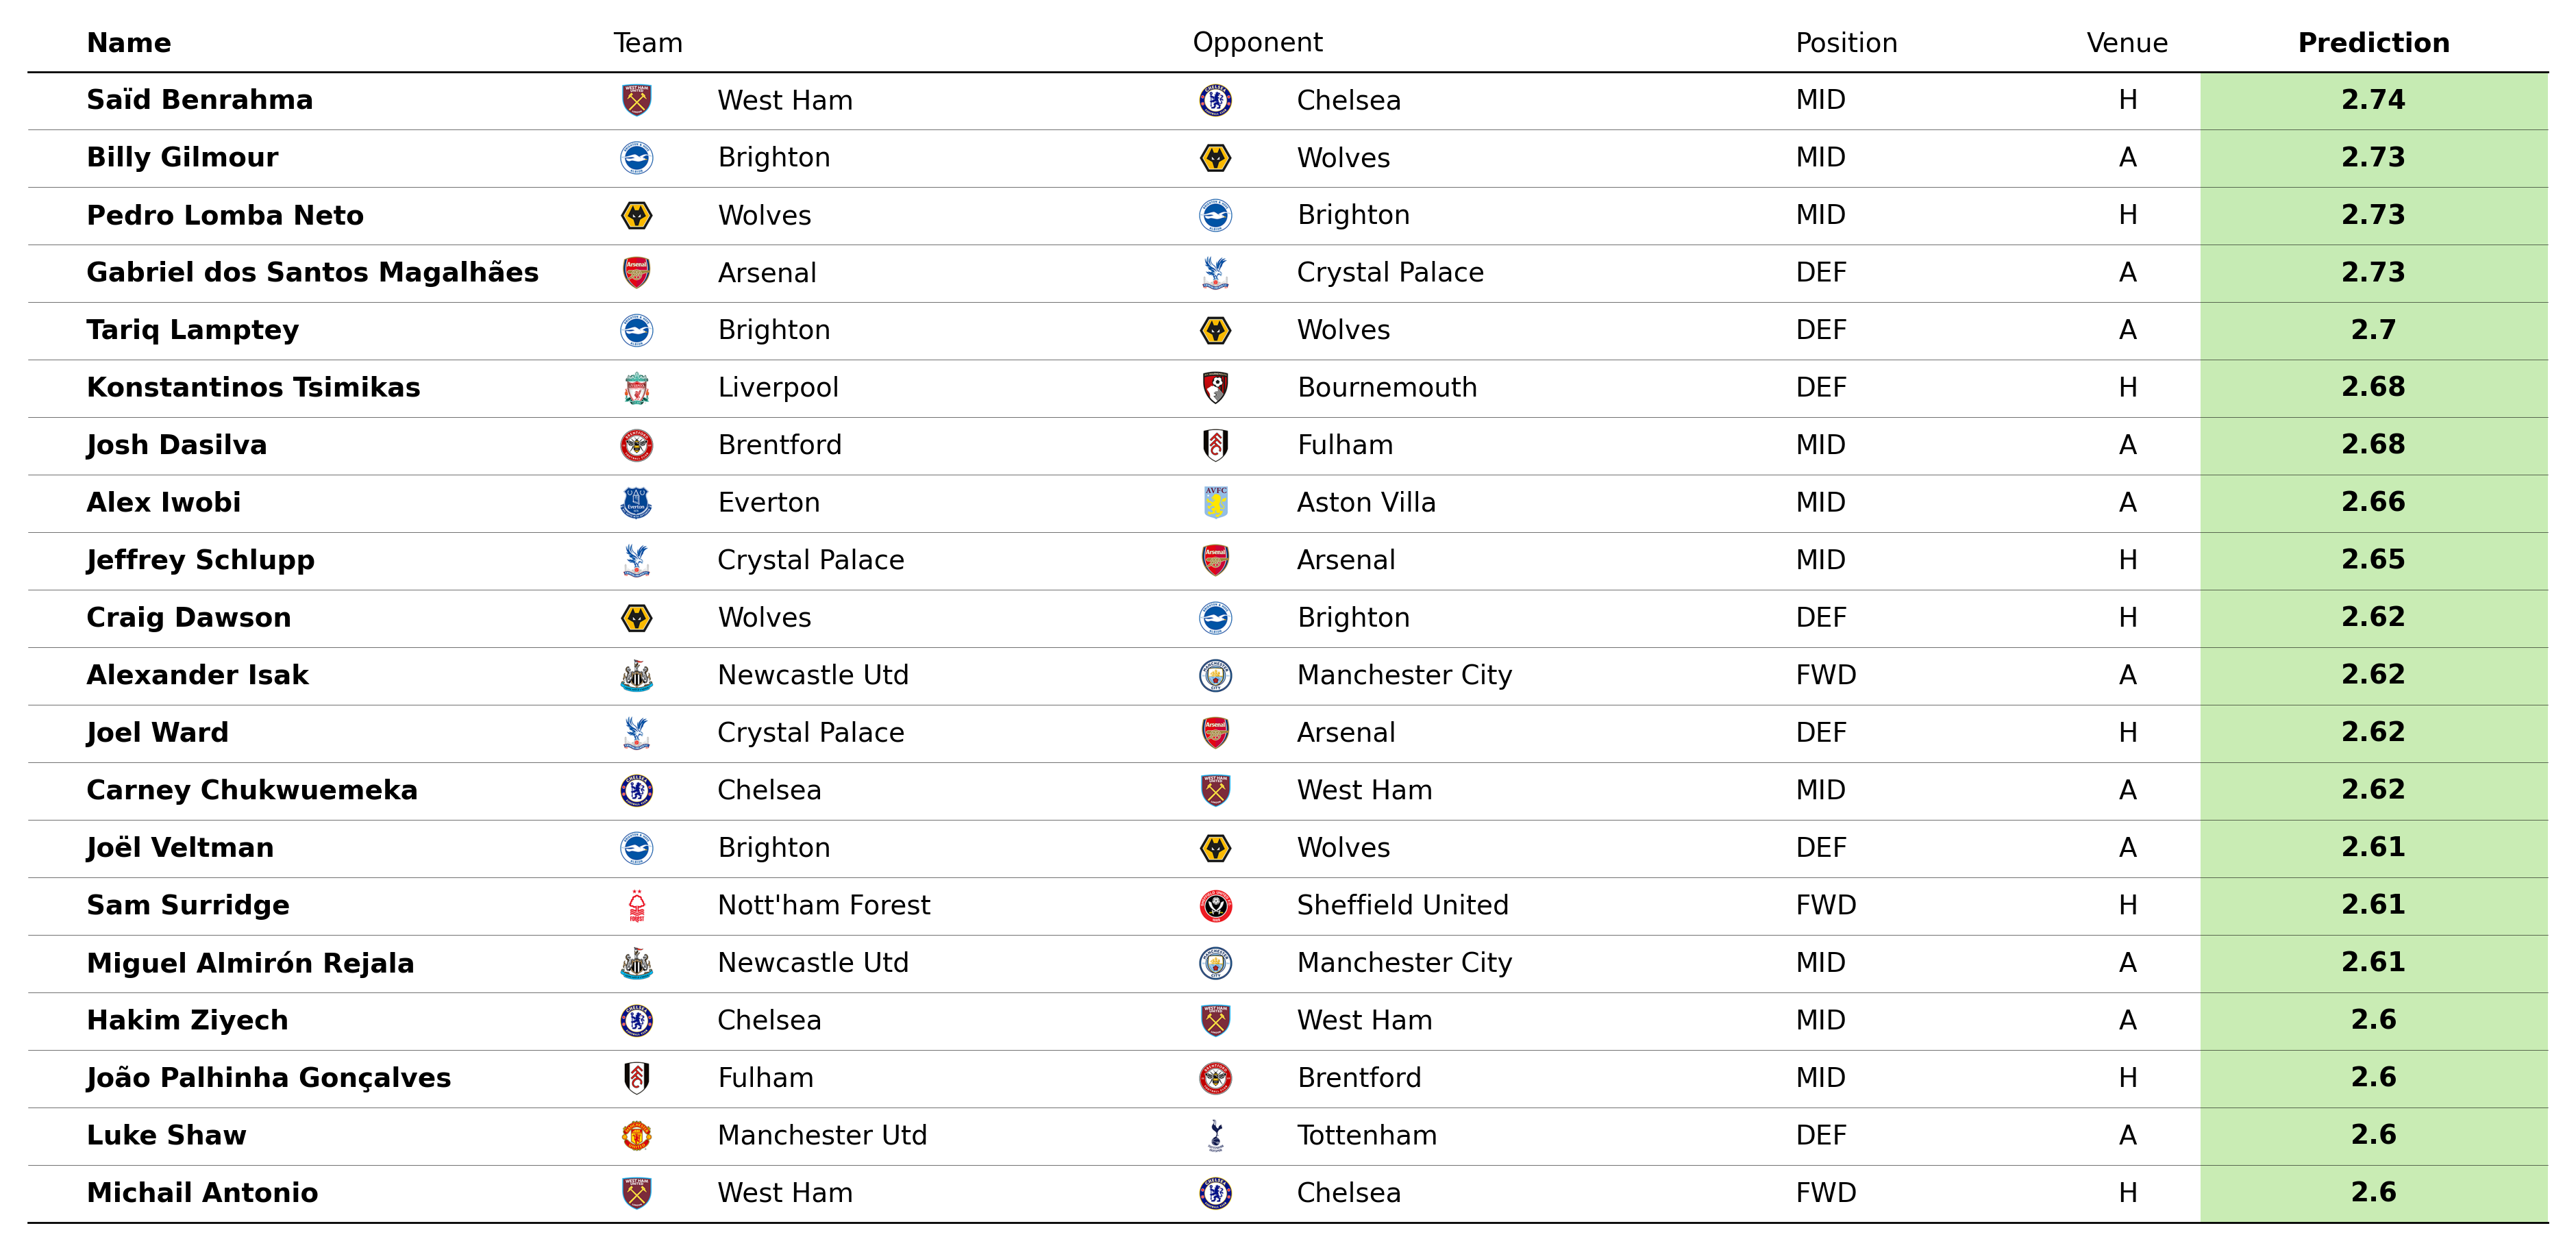 Name Team Opponent Position Venue Prediction
Saïd Benrahma West Ham Chelsea MID H 2.74
Billy Gilmour Brighton Wolves MID A 2.73
Pedro Lomba Neto Wolves Brighton MID H 2.73
Gabriel dos Santos Magalhães Arsenal Crystal Palace DEF A 2.73
Tariq Lamptey Brighton Wolves DEF A 2.7
Konstantinos Tsimikas Liverpool Bournemouth DEF H 2.68
Josh Dasilva Brentford Fulham MID A 2.68
Alex Iwobi Everton Aston Villa MID A 2.66
Jeffrey Schlupp Crystal Palace Arsenal MID H 2.65
Craig Dawson Wolves Brighton DEF H 2.62
Alexander Isak Newcastle Utd Manchester City FWD A 2.62
Joel Ward Crystal Palace Arsenal DEF H 2.62
Carney Chukwuemeka Chelsea West Ham MID A 2.62
Joël Veltman Brighton Wolves DEF A 2.61
Sam Surridge Nott'ham Forest Sheffield United FWD H 2.61
Miguel Almirón Rejala Newcastle Utd Manchester City MID A 2.61
Hakim Ziyech Chelsea West Ham MID A 2.6
João Palhinha Gonçalves Fulham Brentford MID H 2.6
Luke Shaw Manchester Utd Tottenham DEF A 2.6
Michail Antonio West Ham Chelsea FWD H 2.6